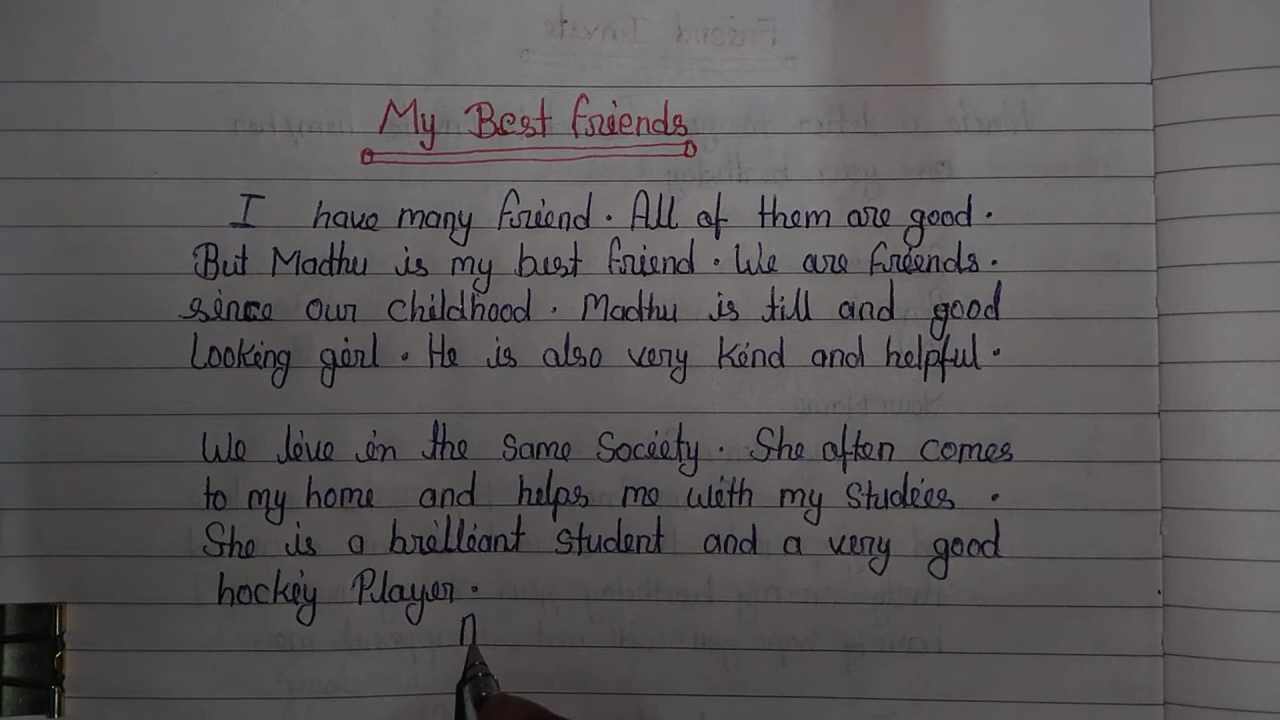 My Best friends
I have many friend. All of them are good.
But Madhu is my best friend. We are friends.
since our childhood. Madhu is till and good
looking girl. He is also very kind and helpful.
We live in the same Society. She often comes
to my home and helps me with my studies.
She is a brilliant student and a very good
hockey Player.